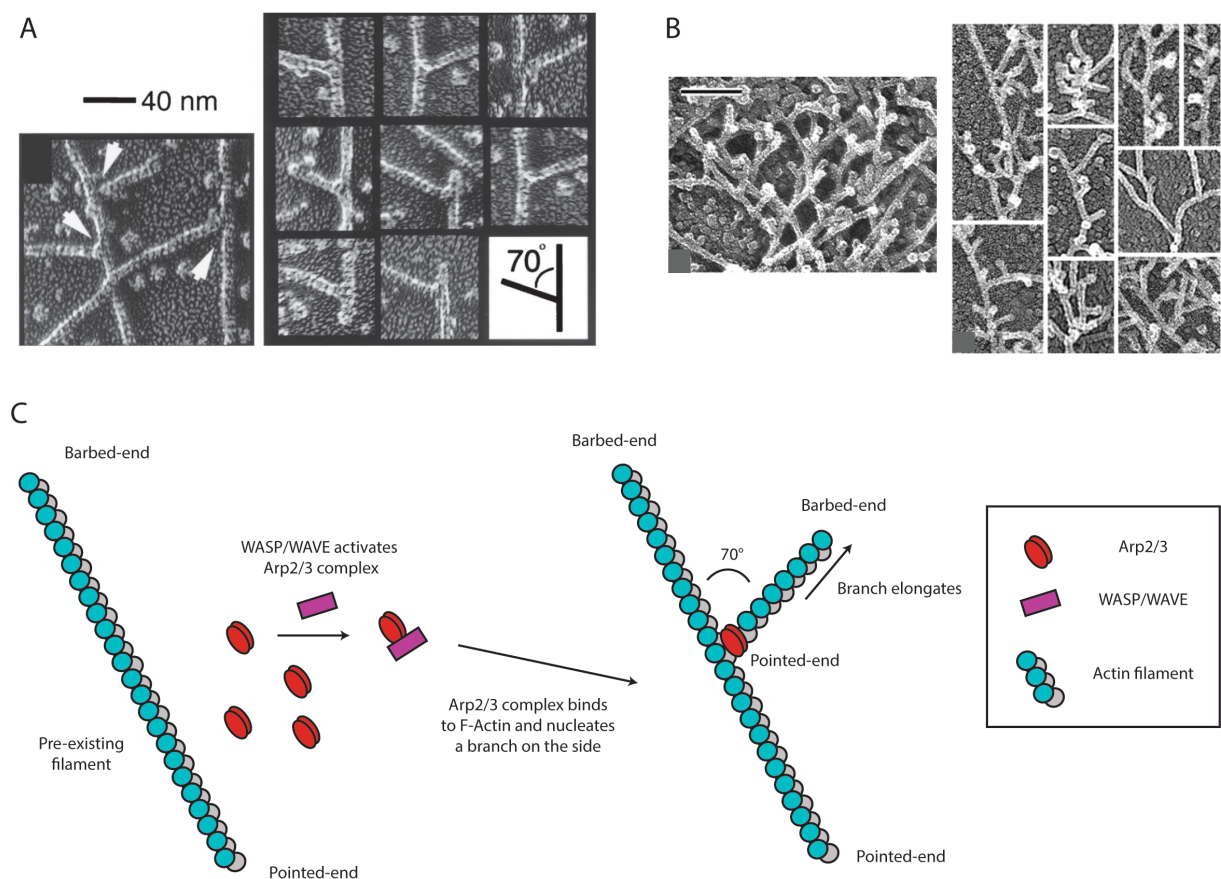 A
40 nm
70°
B
C
Barbed-end
WASP/WAVE activates
Arp2/3 complex
Pre-existing
filament
Pointed-end
Arp2/3 complex binds
to F-Actin and nucleates
a branch on the side
Barbed-end
Barbed-end
70°
Branch elongates
Pointed-end
Pointed-end
Arp2/3
WASP/WAVE
Actin filament